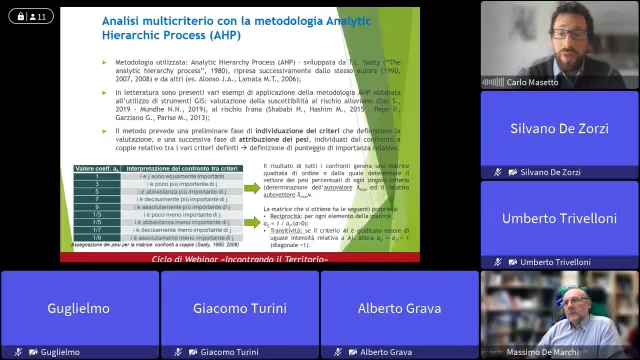 11
Analisi multicriterio con la metodologia Analytic
Hierarchic Process (AHP)
Metodologia utilizzata: Analytic Hierarchy Process (AHP) - sviluppata da T.L. Saaty ("The
analytic hierarchy process", 1980), ripresa successivamente dallo stesso autore (1990,
2007, 2008) e da altri (es. Alonso J.A., Lamata M.T., 2006).
In letteratura sono presenti vari esempi di applicazione della metodologia AHP abbinata
all'utilizzo di strumenti GIS: valutazione della suscettibilità al rischio alluvione (Das S.,
2019 - Mundhe N.N., 2019), al rischio frana (Shahabi H., Hashim M., 2015 - Pepe P.,
Garziano G., Parise M., 2013).
Il metodo prevede una preliminare fase di individuazione dei criteri che definiscono la
valutazione, e una successiva fase di attribuzione dei pesi, individuati dal confronto a
coppie relativo tra i vari criteri definiti → definizione di punteggio di importanza relativa.
Valore coeff. aij Interpretazione del confronto tra criteri
1 i e j sono equamente importanti
3 i è poco più importante di j
5 i è abbastanza più importante di j
7 i è decisamente più importante di j
9 i è assolutamente più importante di j
1/3 i è poco meno importante di j
1/5 i è abbastanza meno importante di j
1/7 i è decisamente meno importante di j
1/9 i è assolutamente meno importante di j
Assegnazione dei pesi per la matrice: confronti a coppie (Saaty, 1980; 2008)
Il risultato di tutti i confronti genera una matrice
quadrata di ordine n dalla quale determinare il
vettore dei pesi percentuali di ogni singolo criterio
(determinazione dell'autovalore λmax ed il relativo
autovettore
La matrice che si ottiene ha le seguenti proprietà:
Reciprocità: per ogni elemento della matrice,
Transitività: se il criterio Ai è giudicato essere di
uguale intensità relativa a Aj, allora aij = aji = 1
(diagonale =1);
Ciclo di Webinar «Incontrando il Territorio»
Carlo Masetto
Silvano De Zorzi
Silvano De Zorzi
Umberto Trivelloni
Umberto Trivelloni
Guglielmo
Guglielmo
Giacomo Turini
Giacomo Turini
Alberto Grava
Alberto Grava
Massimo De Marchi